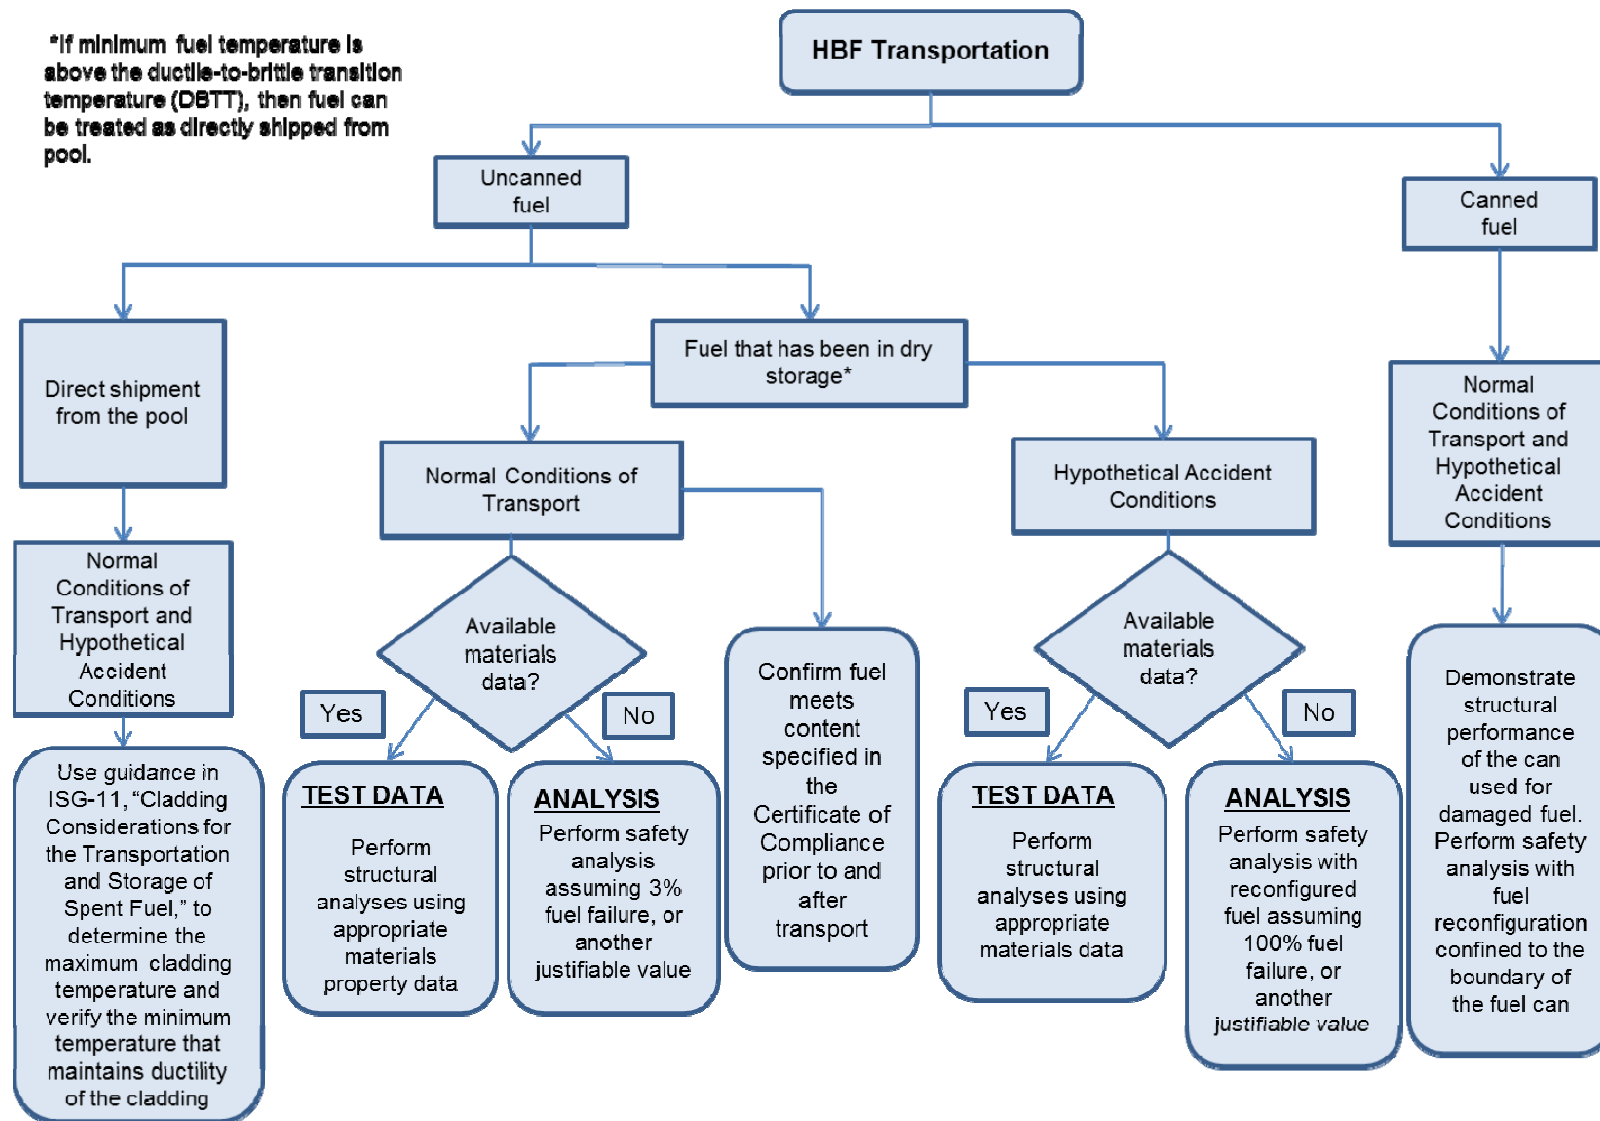 *If minimum fuel temperature is
above the ductile-to-brittle transition
temperature (DBTT), then fuel can
be treated as directly shipped from
pool.
HBF Transportation
Uncanned
fuel
Canned
fuel
Direct shipment
from the pool
Fuel that has been in dry
storage*
Normal
Conditions of
Transport and
Hypothetical
Accident
Conditions
Normal Conditions of
Transport
Hypothetical Accident
Conditions
Normal
Conditions of
Transport and
Hypothetical
Accident
Conditions
Available
materials
data?
Yes
No
Available
materials
data?
Yes
No
Use guidance in
ISG-11, “Cladding
Considerations for
the Transportation
and Storage of
Spent Fuel,” to
determine the
maximum cladding
temperature and
verify the minimum
temperature that
maintains ductility
of the cladding
TEST DATA
Perform
structural
analyses using
appropriate
materials
property data
ANALYSIS
Perform safety
analysis
assuming 3%
fuel failure, or
another
justifiable value
Confirm fuel
meets
content
specified in
the
Certificate of
Compliance
prior to and
after
transport
TEST DATA
Perform
structural
analyses using
appropriate
materials data
ANALYSIS
Perform safety
analysis with
reconfigured
fuel assuming
100% fuel
failure, or
another
justifiable value
Demonstrate
structural
performance
of the can
used for
damaged fuel.
Perform safety
analysis with
fuel
reconfiguration
confined to the
boundary of
the fuel can